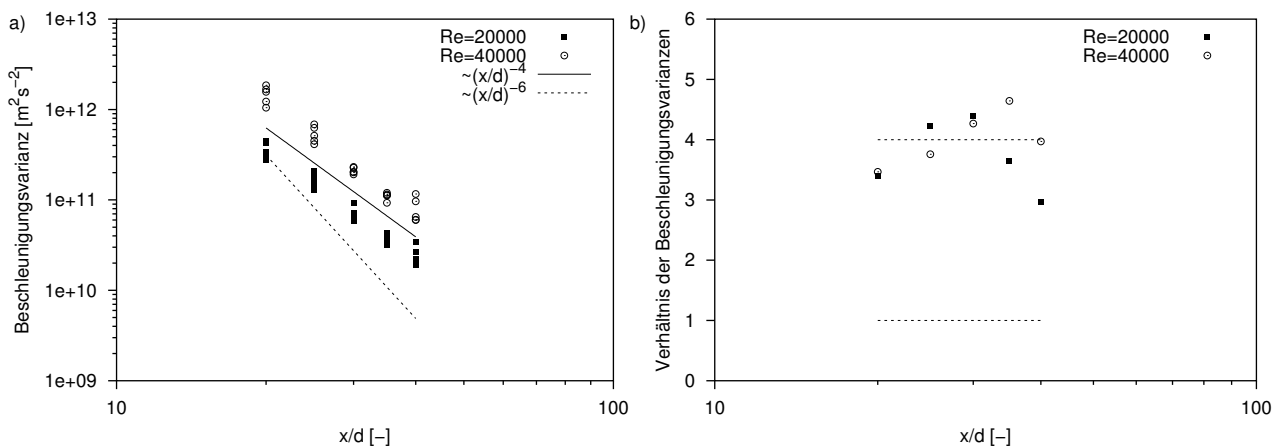 a)
Beschleunigungsvarianz [m²s⁻²]
1e+13
1e+12
1e+11
1e+10
1e+09
10
100
x/d [–]
Re=20000
Re=40000
~(x/d)⁻⁴
~(x/d)⁻⁶
b)
Verhältnis der Beschleunigungsvarianzen
6
5
4
3
2
1
0
10
100
x/d [–]
Re=20000
Re=40000